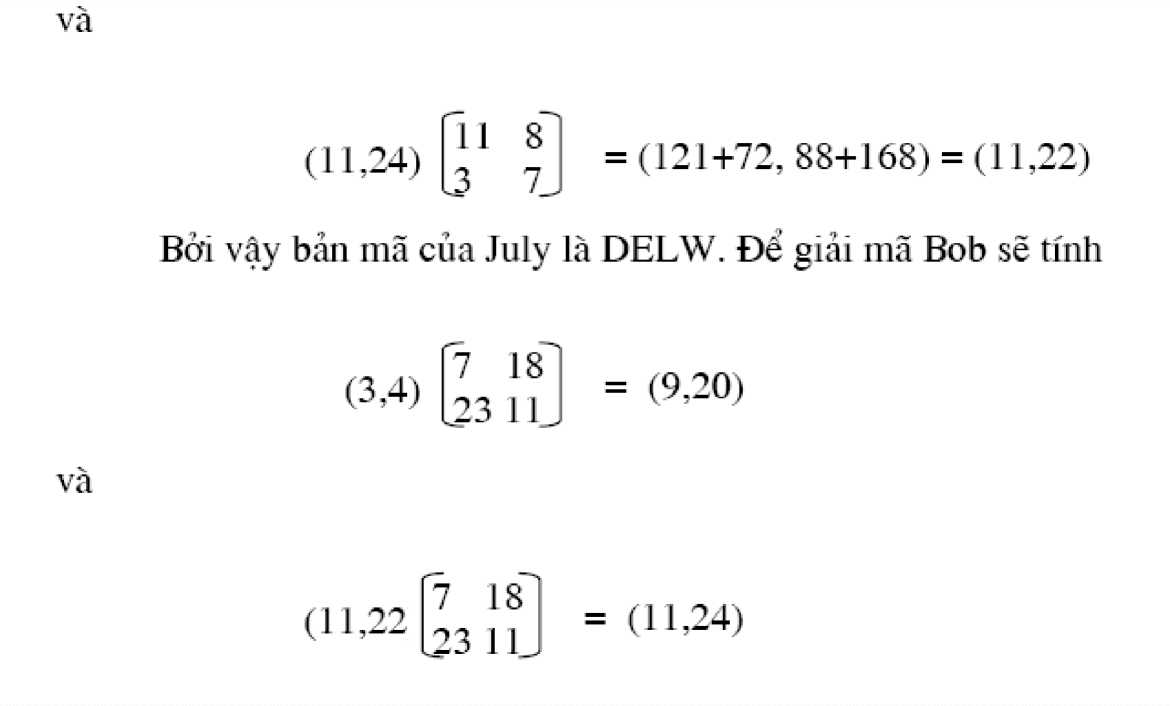 và
(11,24) [11 8
3 7] = (121+72, 88+168) = (11,22)
Bởi vậy bản mã của July là DELW. Để giải mã Bob sẽ tính
(3,4) [7 18
23 11] = (9,20)
và
(11,22 [7 18
23 11] = (11,24)